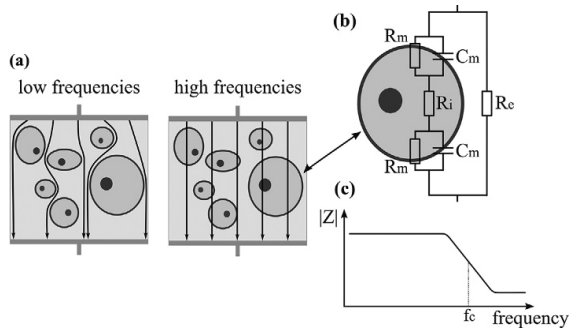 (a)
low frequencies
high frequencies
(b)
Rm
Cm
Ri
Re
Rm
Cm
(c)
|Z|
fc
frequency